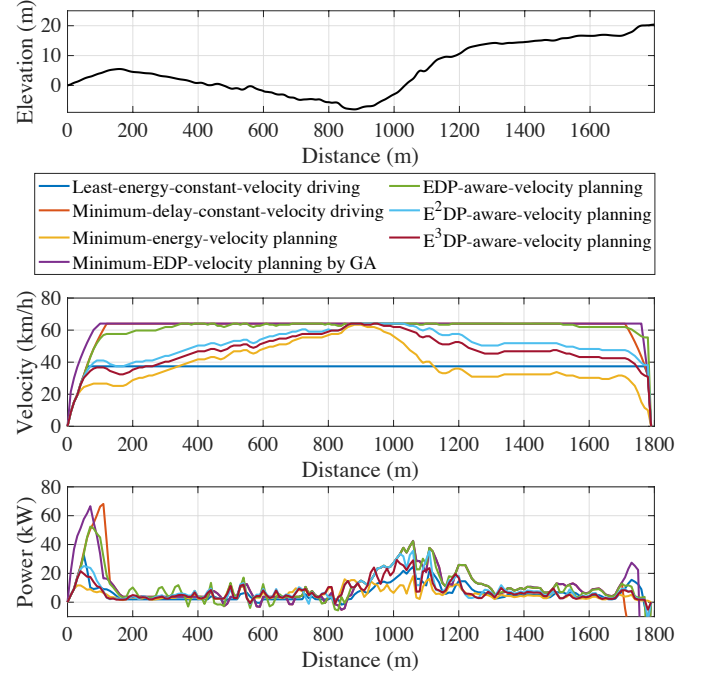 Elevation (m)
20
10
0
0 200 400 600 800 1000 1200 1400 1600
Distance (m)
Least-energy-constant-velocity driving
Minimum-delay-constant-velocity driving
Minimum-energy-velocity planning
Minimum-EDP-velocity planning by GA
EDP-aware-velocity planning
E²DP-aware-velocity planning
E³DP-aware-velocity planning
Velocity (km/h)
80
60
40
20
0
0 200 400 600 800 1000 1200 1400 1600 1800
Distance (m)
Power (kW)
80
60
40
20
0
0 200 400 600 800 1000 1200 1400 1600 1800
Distance (m)